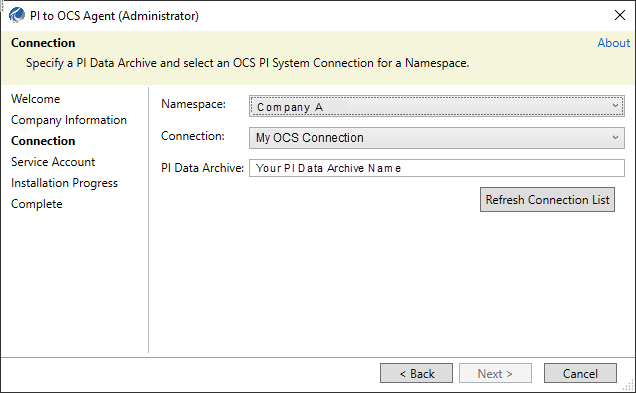 PI to OCS Agent (Administrator)
Connection
About
Specify a PI Data Archive and select an OCS PI System Connection for a Namespace.
Welcome
Company Information
Connection
Service Account
Installation Progress
Complete
Namespace:
Company A
Connection:
My OCS Connection
PI Data Archive:
Your PI Data Archive Name
Refresh Connection List
< Back
Next >
Cancel